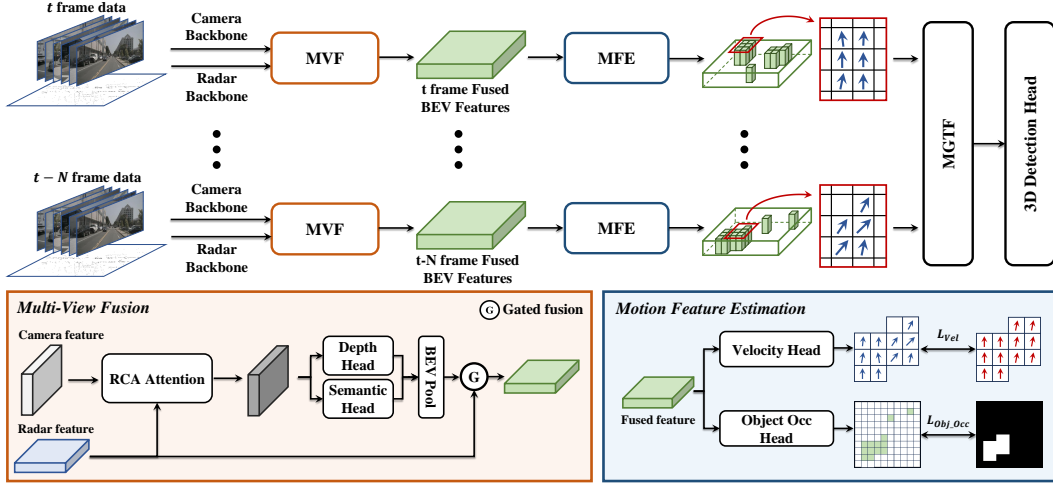 t frame data
Camera
Backbone
Radar
Backbone
MVF
t frame Fused
BEV Features
MFE
MGTF
3D Detection Head
t − N frame data
Camera
Backbone
Radar
Backbone
MVF
t-N frame Fused
BEV Features
MFE
Multi-View Fusion
G Gated fusion
Camera feature
RCA Attention
Depth
Head
Semantic
Head
BEV Pool
G
Radar feature
Motion Feature Estimation
Velocity Head
L_Vel
Fused feature
Object Occ
Head
L_Obj_Occ